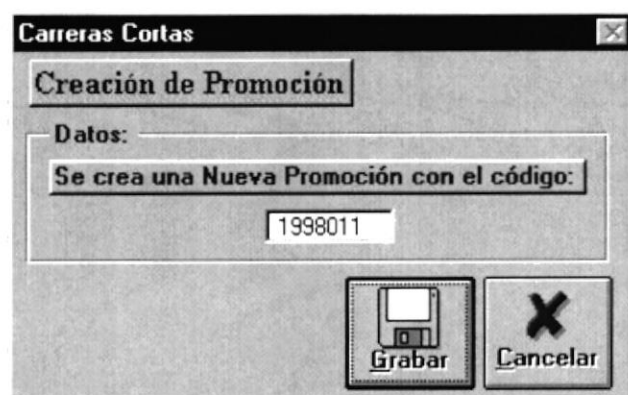 Carreras Cortas
Creación de Promoción
Datos:
Se crea una Nueva Promoción con el código:
1998011
Grabar
Cancelar